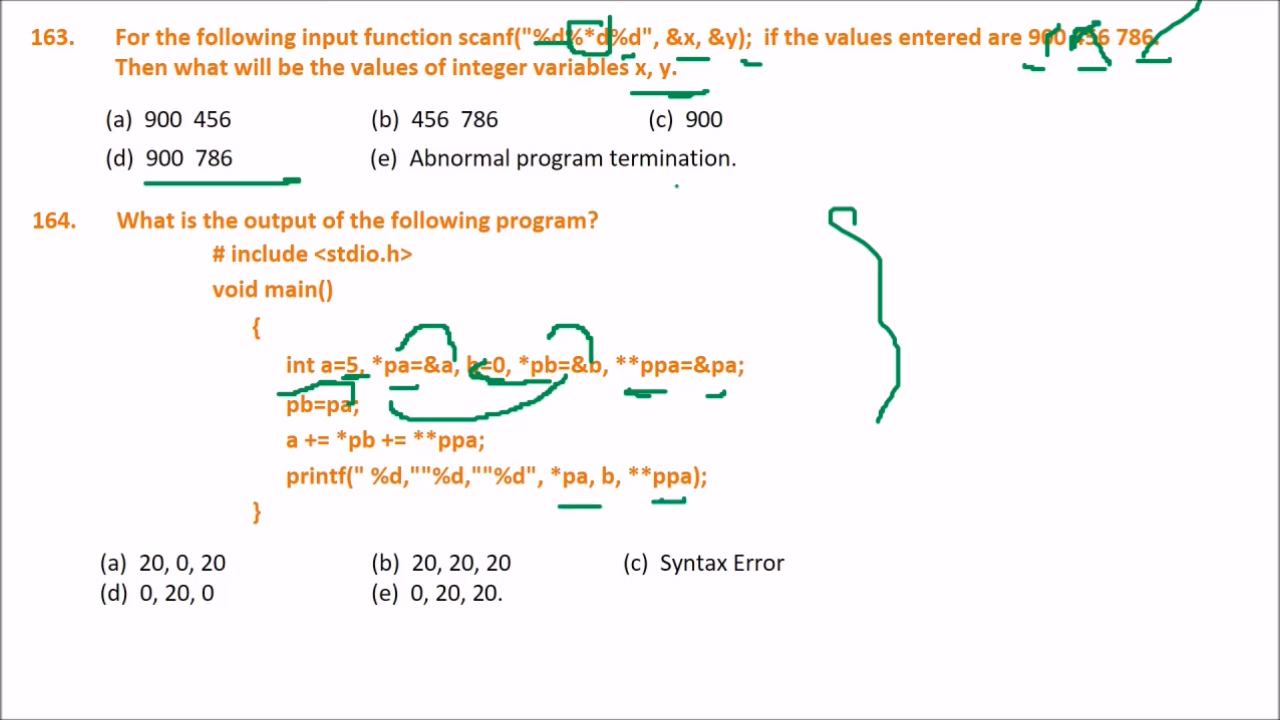 163. For the following input function scanf("%d%*d%d", &x, &y); if the values entered are 900 456 786.
Then what will be the values of integer variables x, y.
(a) 900 456 (b) 456 786 (c) 900
(d) 900 786 (e) Abnormal program termination.
164. What is the output of the following program?
# include <stdio.h>
void main()
{
int a=5, *pa=&a, b=0, *pb=&b, **ppa=&pa;
pb=pa;
a += *pb += **ppa;
printf(" %d,""%d,""%d", *pa, b, **ppa);
}
(a) 20, 0, 20 (b) 20, 20, 20 (c) Syntax Error
(d) 0, 20, 0 (e) 0, 20, 20.